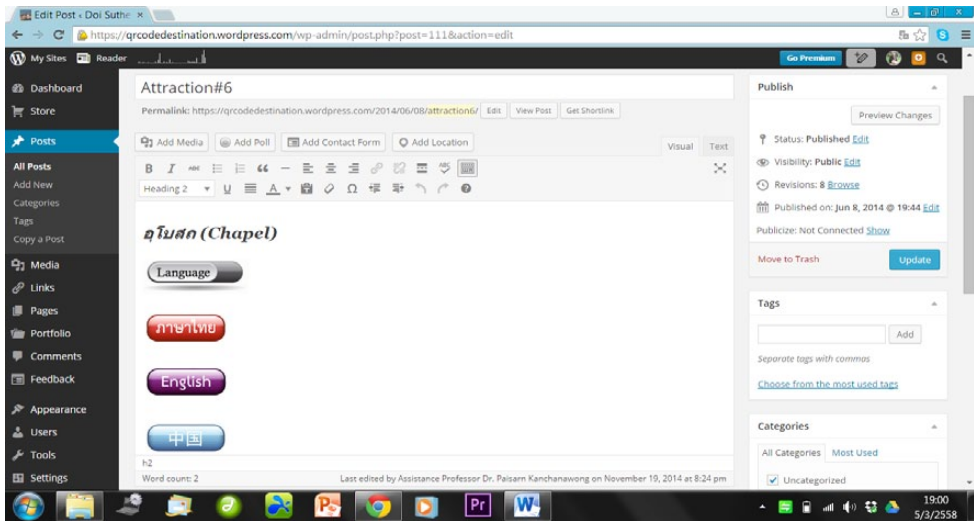 Edit Post ‹ Doi Suthe
https://qrcodedestination.wordpress.com/wp-admin/post.php?post=111&action=edit
My Sites Reader Go Premium
Dashboard
Store
Posts
All Posts
Add New
Categories
Tags
Copy a Post
Media
Links
Pages
Portfolio
Comments
Feedback
Appearance
Users
Tools
Settings
Attraction#6
Permalink: https://qrcodedestination.wordpress.com/2014/06/08/attraction6/ Edit View Post Get Shortlink
Add Media Add Poll Add Contact Form Add Location Visual Text
B I ABC
Heading 2 U A Ω
อุโบสถ (Chapel)
Language
ภาษาไทย
English
中国
h2
Word count: 2 Last edited by Assistance Professor Dr. Paisarn Kanchanawong on November 19, 2014 at 8:24 pm
Publish
Preview Changes
Status: Published Edit
Visibility: Public Edit
Revisions: 8 Browse
Published on: Jun 8, 2014 @ 19:44 Edit
Publicize: Not Connected Show
Move to Trash Update
Tags
Add
Separate tags with commas
Choose from the most used tags
Categories
All Categories Most Used
Uncategorized
Pr W
19:00
5/3/2558